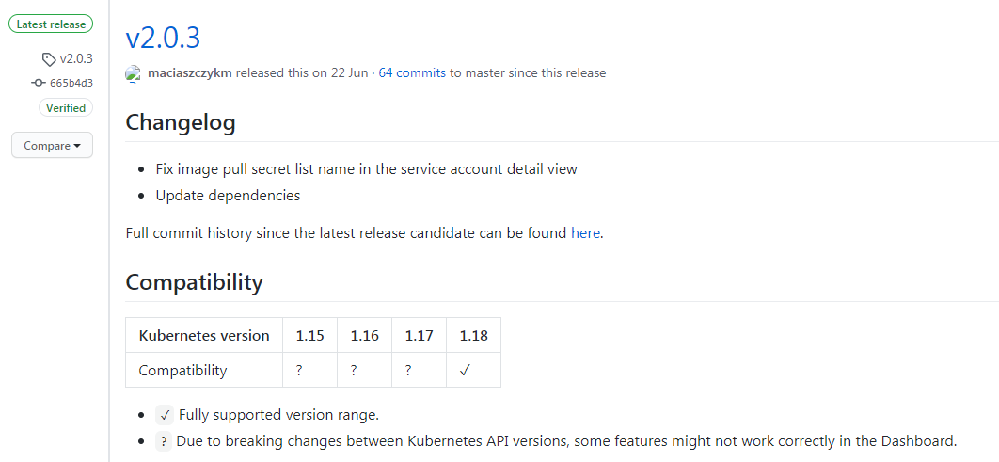 Latest release
v2.0.3
665b4d3
Verified
Compare
v2.0.3
maciaszczykm released this on 22 Jun · 64 commits to master since this release
Changelog
Fix image pull secret list name in the service account detail view
Update dependencies
Full commit history since the latest release candidate can be found here.
Compatibility
Kubernetes version 1.15 1.16 1.17 1.18
Compatibility ? ? ? ✓
✓ Fully supported version range.
? Due to breaking changes between Kubernetes API versions, some features might not work correctly in the Dashboard.